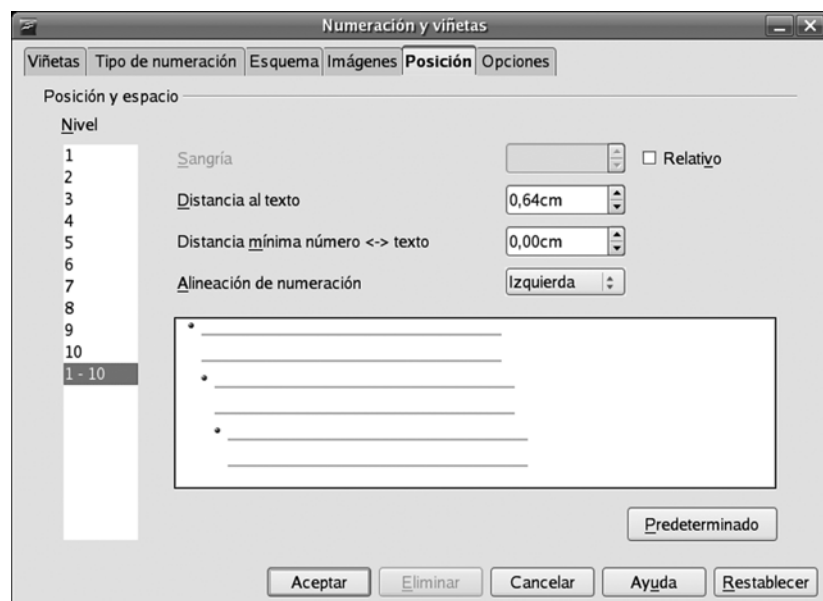 Numeración y viñetas
Viñetas Tipo de numeración Esquema Imágenes Posición Opciones
Posición y espacio
Nivel
1
2
3
4
5
6
7
8
9
10
1 - 10
Sangría Relativo
Distancia al texto 0,64cm
Distancia mínima número <-> texto 0,00cm
Alineación de numeración Izquierda
Predeterminado
Aceptar Eliminar Cancelar Ayuda Restablecer